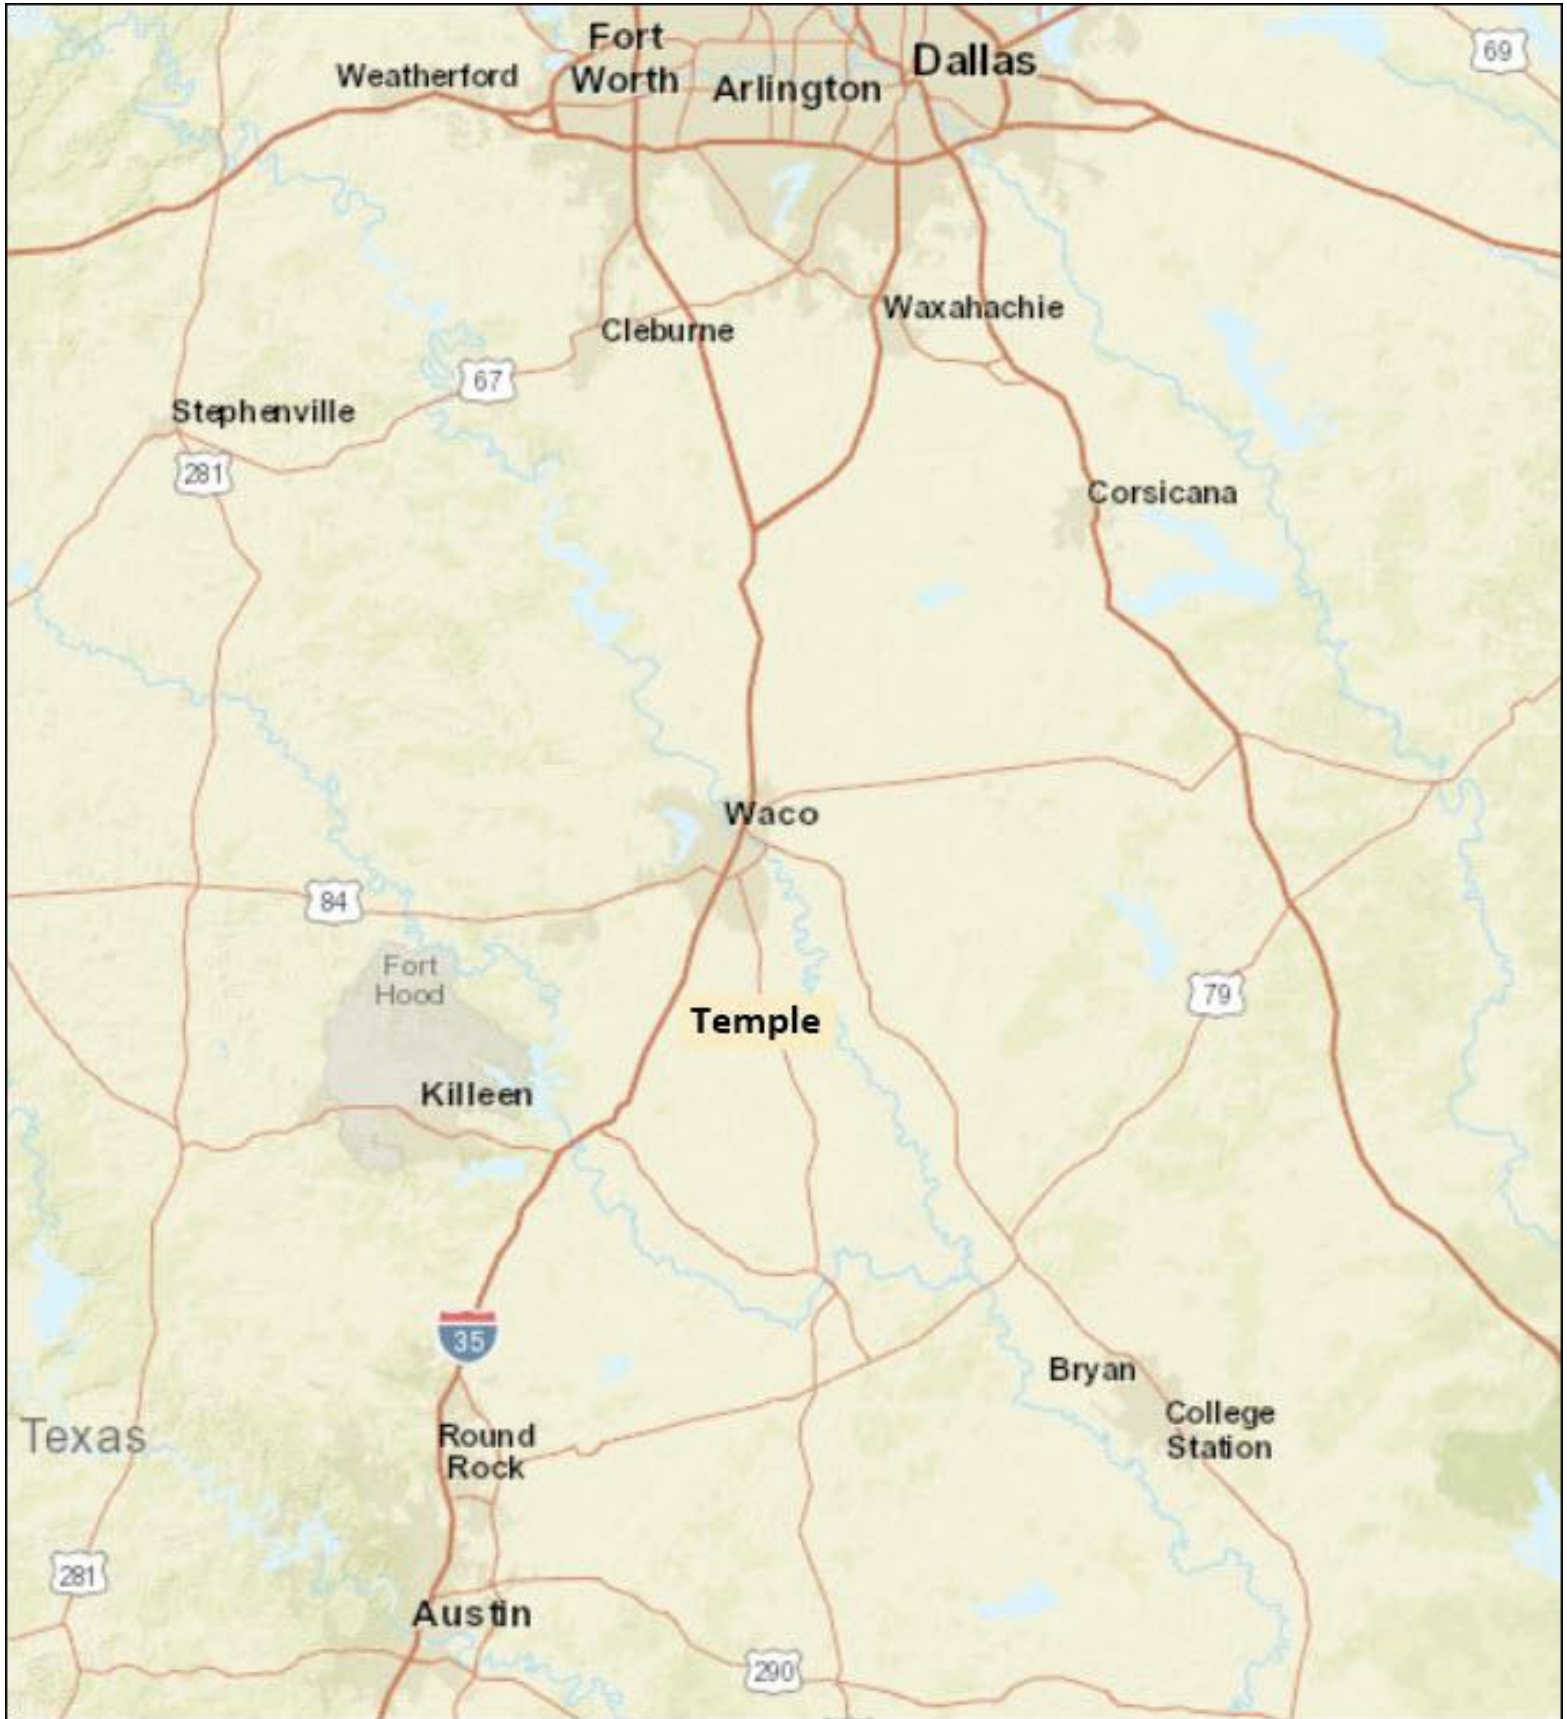 Fort
Worth
Dallas
69
Weatherford
Arlington
Waxahachie
Cleburne
67
Stephenville
281
Corsicana
Waco
84
Fort
Hood
79
Temple
Killeen
35
Bryan
College
Station
Texas
Round
Rock
281
Austin
290